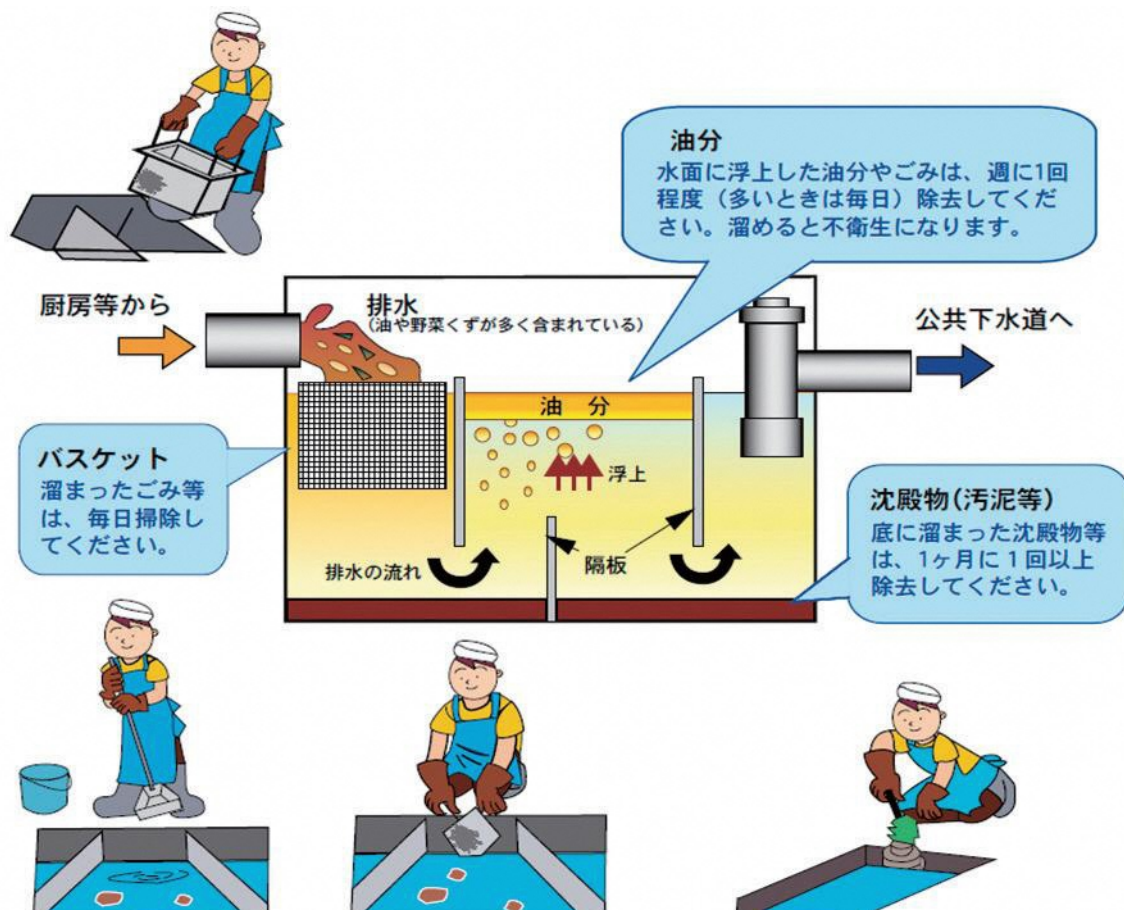 油分
水面に浮上した油分やごみは、週に1回
程度（多いときは毎日）除去してくだ
さい。溜めると不衛生になります。
厨房等から
排水
（油や野菜くずが多く含まれている）
公共下水道へ
油　分
バスケット
溜まったごみ等
は、毎日掃除し
てください。
浮上
沈殿物(汚泥等)
底に溜まった沈殿物等
は、1ヶ月に１回以上
除去してください。
排水の流れ
隔板